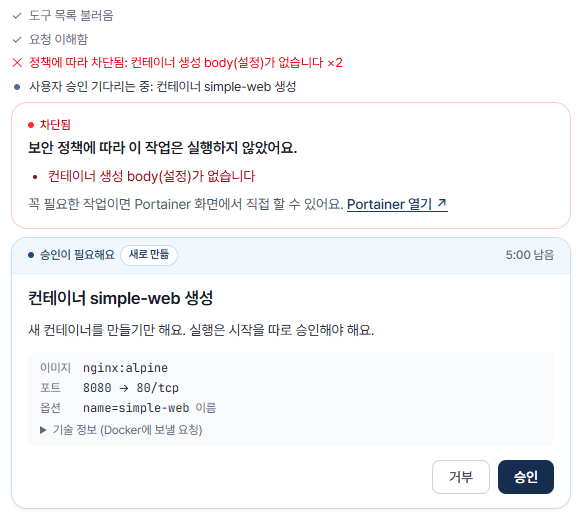 도구 목록 불러옴
요청 이해함
정책에 따라 차단됨: 컨테이너 생성 body(설정)가 없습니다 ×2
사용자 승인 기다리는 중: 컨테이너 simple-web 생성
차단됨
보안 정책에 따라 이 작업은 실행하지 않았어요.
컨테이너 생성 body(설정)가 없습니다
꼭 필요한 작업이면 Portainer 화면에서 직접 할 수 있어요. Portainer 열기 ↗
승인이 필요해요 새로 만듦 5:00 남음
컨테이너 simple-web 생성
새 컨테이너를 만들기만 해요. 실행은 시작을 따로 승인해야 해요.
이미지 nginx:alpine
포트 8080 → 80/tcp
옵션 name=simple-web 이름
▶ 기술 정보 (Docker에 보낼 요청)
거부 승인